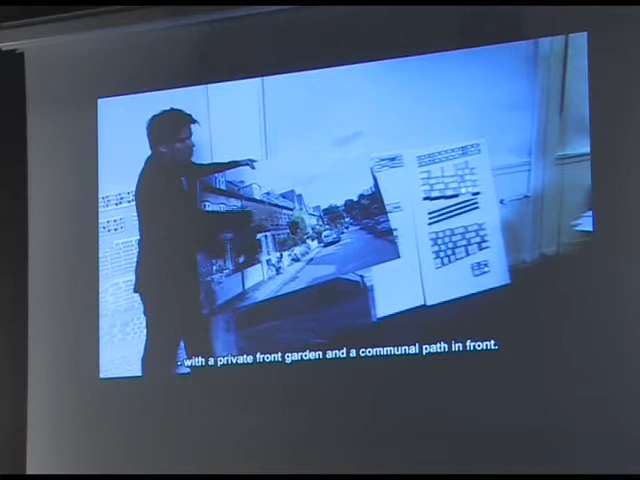 - with a private front garden and a communal path in front.